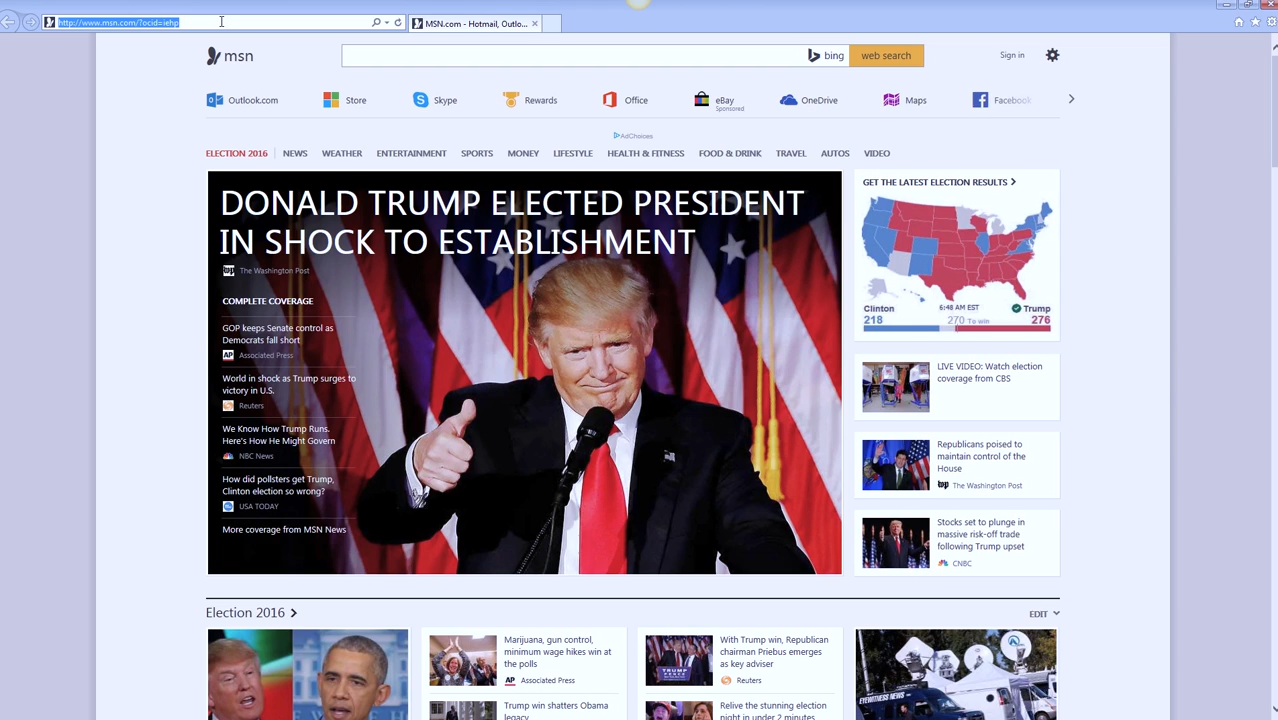 http://www.msn.com/?ocid=iehp
MSN.com - Hotmail, Outlo...
msn
bing
web search
Sign in
Outlook.com
Store
Skype
Rewards
Office
eBay
Sponsored
OneDrive
Maps
Facebook
AdChoices
ELECTION 2016
NEWS
WEATHER
ENTERTAINMENT
SPORTS
MONEY
LIFESTYLE
HEALTH & FITNESS
FOOD & DRINK
TRAVEL
AUTOS
VIDEO
DONALD TRUMP ELECTED PRESIDENT
IN SHOCK TO ESTABLISHMENT
wp The Washington Post
COMPLETE COVERAGE
GOP keeps Senate control as
Democrats fall short
AP Associated Press
World in shock as Trump surges to
victory in U.S.
Reuters
We Know How Trump Runs.
Here's How He Might Govern
NBC News
How did pollsters get Trump,
Clinton election so wrong?
USA TODAY
More coverage from MSN News
GET THE LATEST ELECTION RESULTS
Clinton
6:48 AM EST
Trump
218
270 To win
276
LIVE VIDEO: Watch election
coverage from CBS
Republicans poised to
maintain control of the
House
wp The Washington Post
Stocks set to plunge in
massive risk-off trade
following Trump upset
CNBC
Election 2016
EDIT
Marijuana, gun control,
minimum wage hikes win at
the polls
AP Associated Press
Trump win shatters Obama
legacy
With Trump win, Republican
chairman Priebus emerges
as key adviser
Reuters
Relive the stunning election
night in under 2 minutes
TRUMP
PENCE
EYEWITNESS NEWS